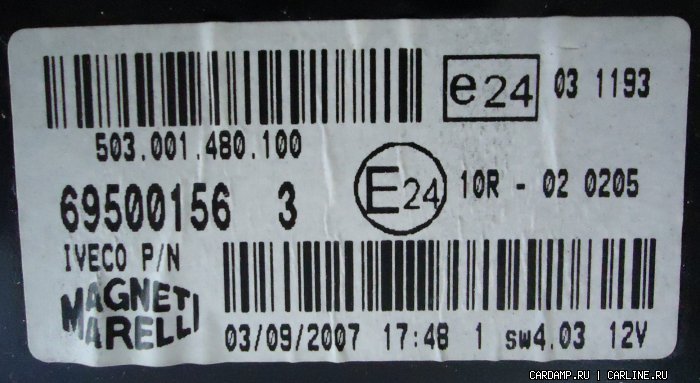 e24 03 1193
503.001.480.100
69500156 3
E24 10R - 02 0205
IVECO P/N
MAGNETI
MARELLI
03/09/2007 17:48 1 sw4.03 12V
CARDAMP.RU | CARLINE.RU